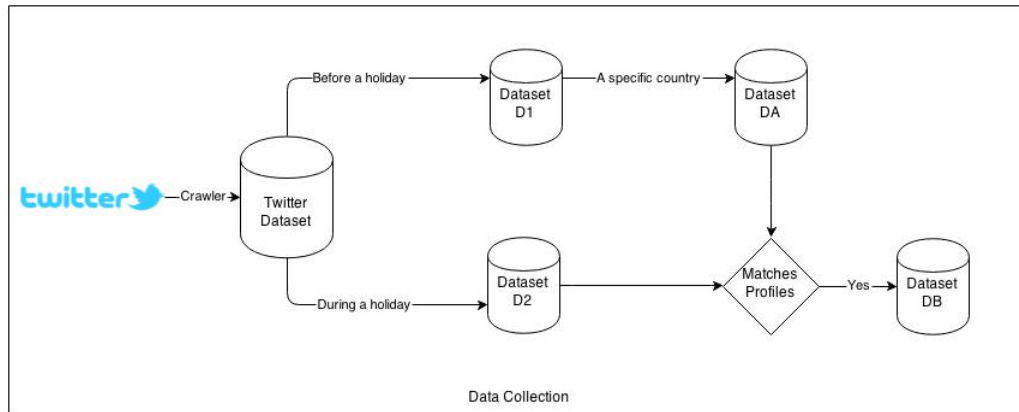 Before a holiday
Dataset
D1
A specific country
Dataset
DA
twitter
Crawler
Twitter
Dataset
During a holiday
Dataset
D2
Matches
Profiles
Yes
Dataset
DB
Data Collection